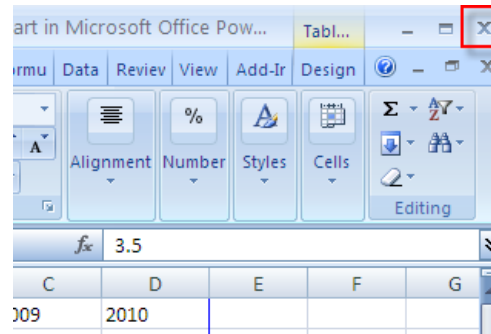 art in Microsoft Office Pow... Tabl...
ormu Data Reviev View Add-Ir Design
A
Alignment Number Styles Cells
%
Σ
Editing
fx 3.5
C D E F G
009 2010